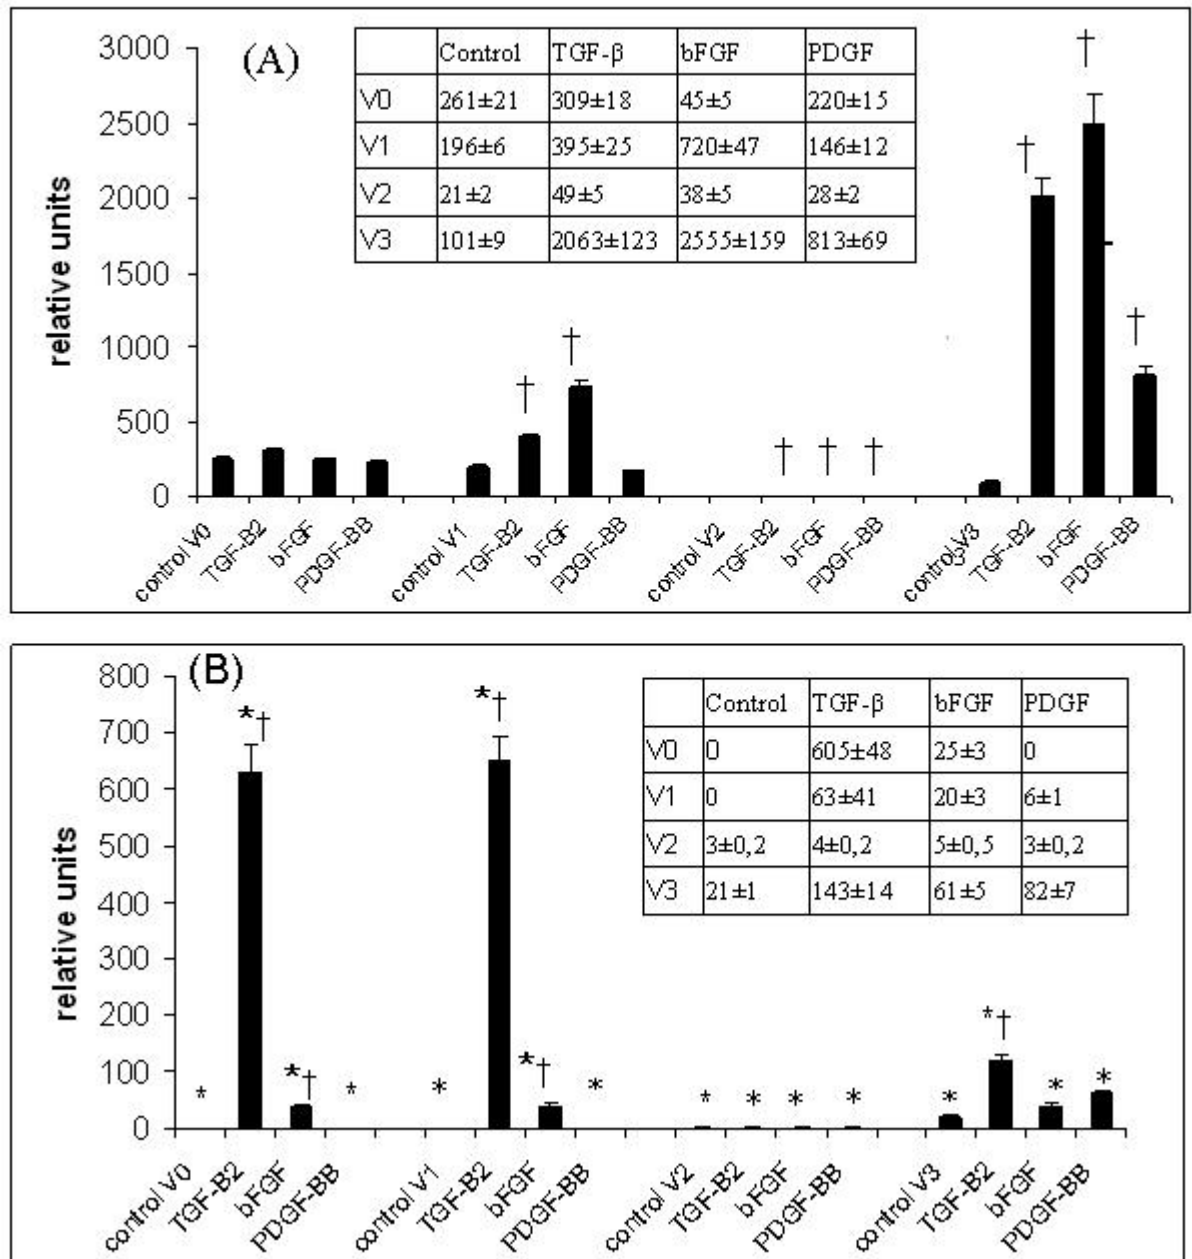 (A)
3000
2500
2000
1500
1000
500
0
relative units
Control TGF-β bFGF PDGF
V0 261±21 309±18 45±5 220±15
V1 196±6 395±25 720±47 146±12
V2 21±2 49±5 38±5 28±2
V3 101±9 2063±123 2555±159 813±69
† † † † † † † †
control V0 TGF-B2 bFGF PDGF-BB control V1 TGF-B2 bFGF PDGF-BB control V2 TGF-B2 bFGF PDGF-BB control V3 TGF-B2 bFGF PDGF-BB
(B)
800
700
600
500
400
300
200
100
0
relative units
Control TGF-β bFGF PDGF
V0 0 605±48 25±3 0
V1 0 63±41 20±3 6±1
V2 3±0,2 4±0,2 5±0,5 3±0,2
V3 21±1 143±14 61±5 82±7
* *† *† * * *† *† * * * * * * *† * *
control V0 TGF-B2 bFGF PDGF-BB control V1 TGF-B2 bFGF PDGF-BB control V2 TGF-B2 bFGF PDGF-BB control V3 TGF-B2 bFGF PDGF-BB